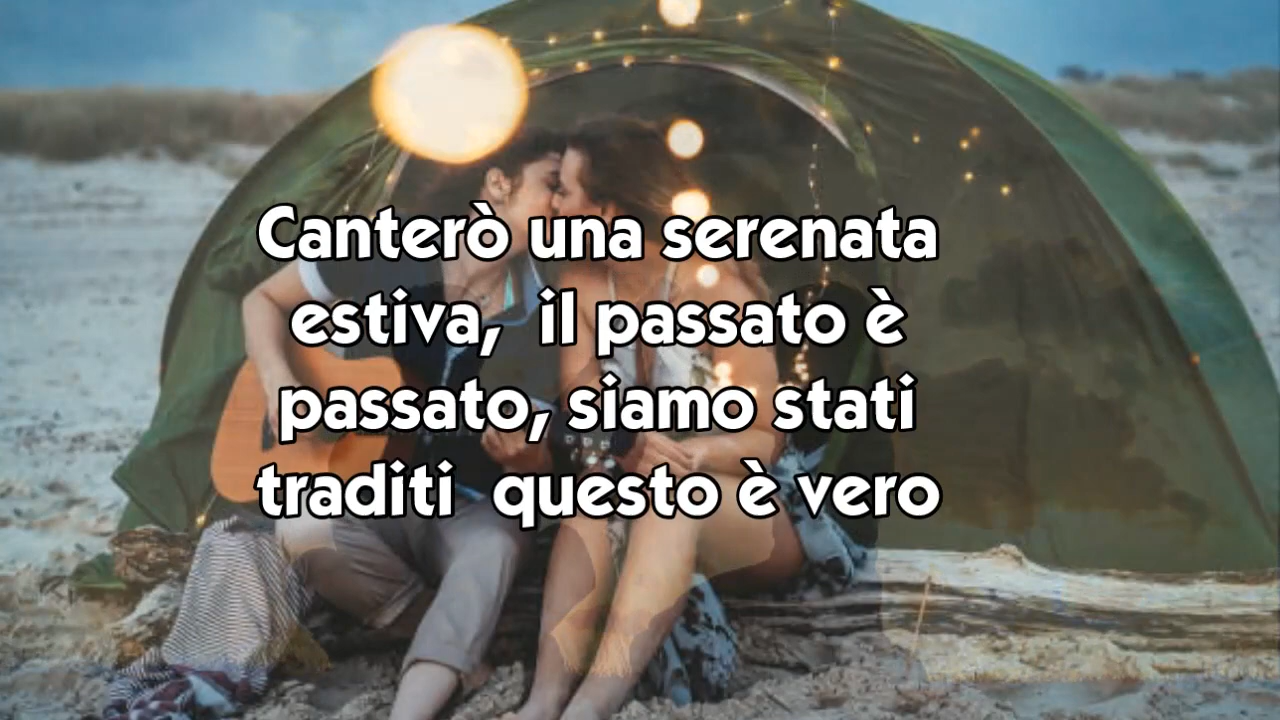 Canterò una serenata
estiva,  il passato è
passato, siamo stati
traditi  questo è vero